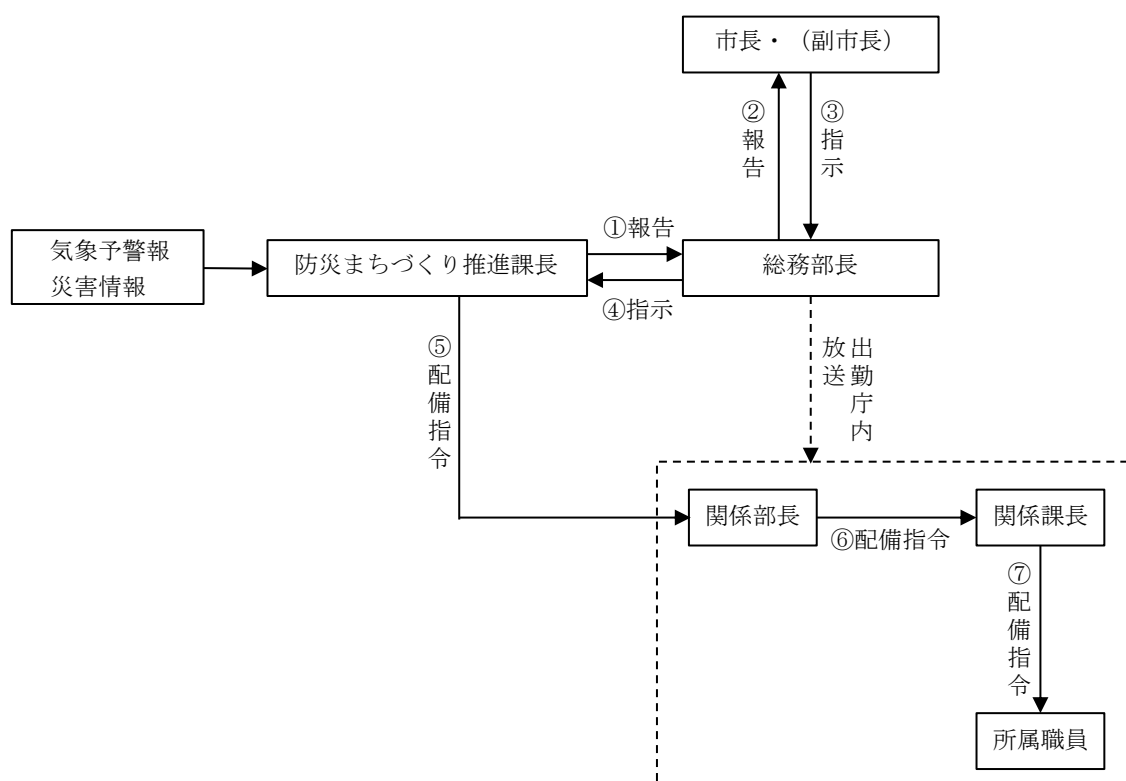 市長・（副市長）
②報告
③指示
気象予警報
災害情報
防災まちづくり推進課長
①報告
④指示
総務部長
⑤配備指令
出勤庁内
放送
関係部長
⑥配備指令
関係課長
⑦配備指令
所属職員